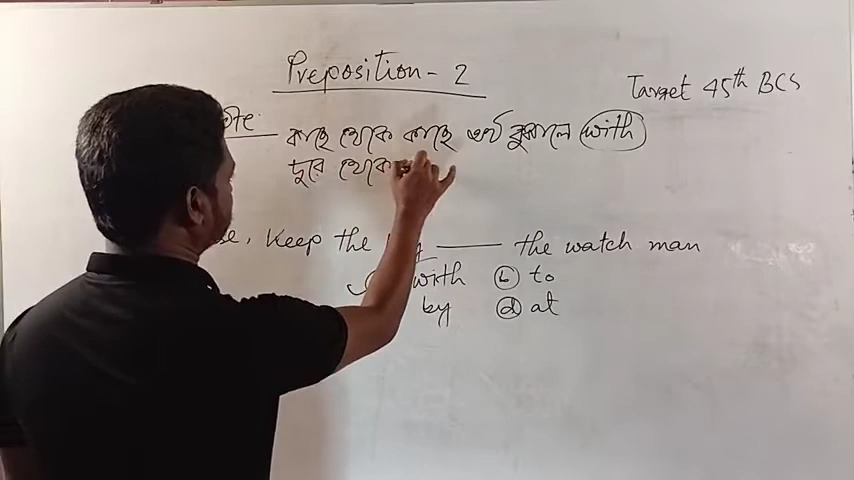 Preposition - 2
Target 45th BCS
কাছে থেকে কাছে অর্থ বুঝালে with
দুরে থেকে
Keep the ——— the watch man
with (b) to
by (d) at